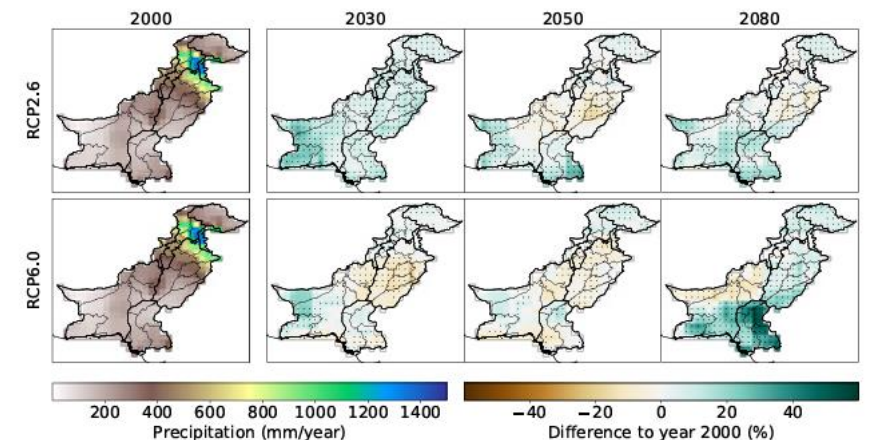 2000 2030 2050 2080
RCP2.6
RCP6.0
200 400 600 800 1000 1200 1400
Precipitation (mm/year)
−40 −20 0 20 40
Difference to year 2000 (%)